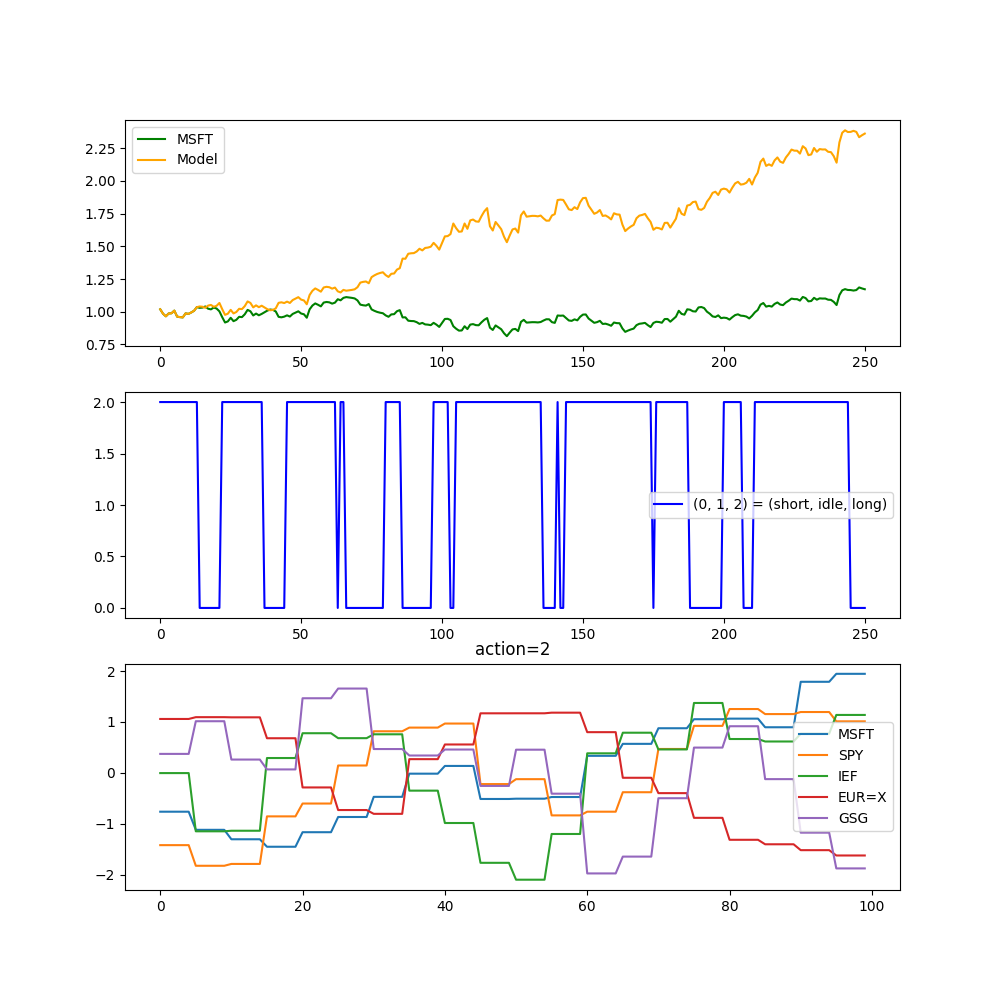 MSFT
Model
2.25
2.00
1.75
1.50
1.25
1.00
0.75
0 50 100 150 200 250
2.0
1.5
1.0
0.5
0.0
(0, 1, 2) = (short, idle, long)
0 50 100 150 200 250
action=2
2
1
0
−1
−2
MSFT
SPY
IEF
EUR=X
GSG
0 20 40 60 80 100